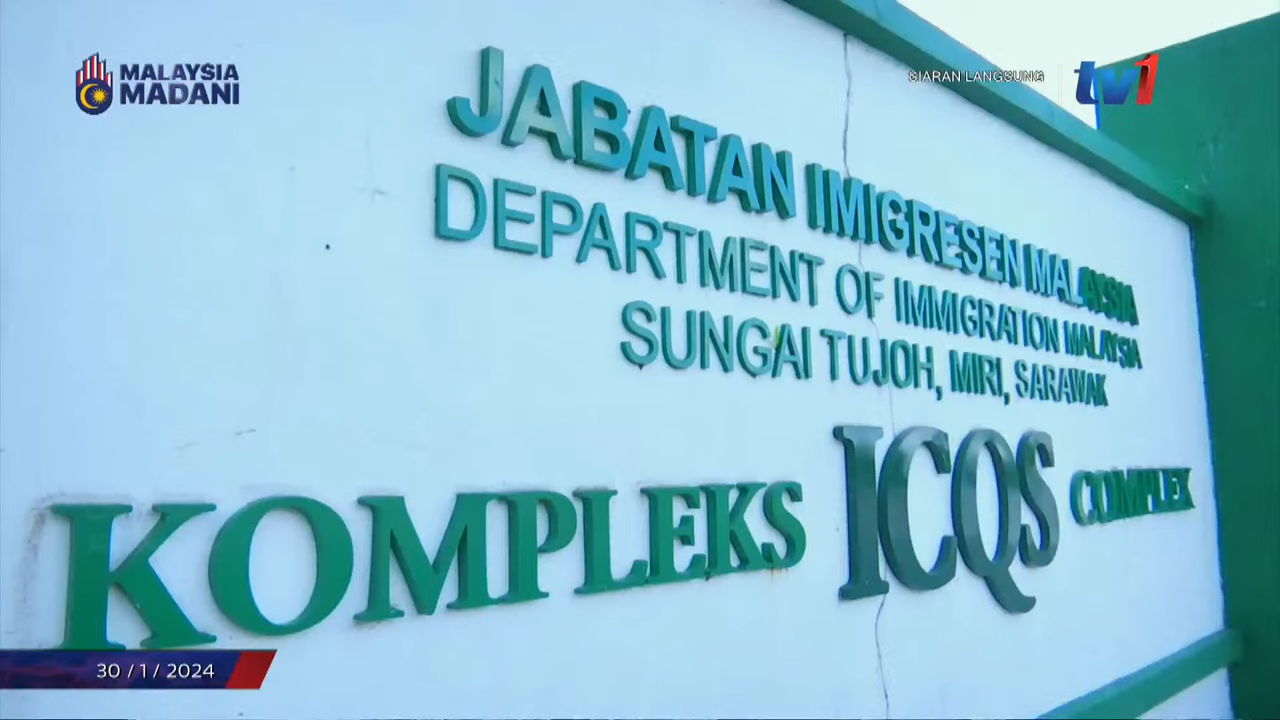 MALAYSIA
MADANI
SIARAN LANGSUNG
tv1
JABATAN IMIGRESEN MALAYSIA
DEPARTMENT OF IMMIGRATION MALAYSIA
SUNGAI TUJOH, MIRI, SARAWAK
KOMPLEKS ICQS COMPLEX
30 / 1 / 2024